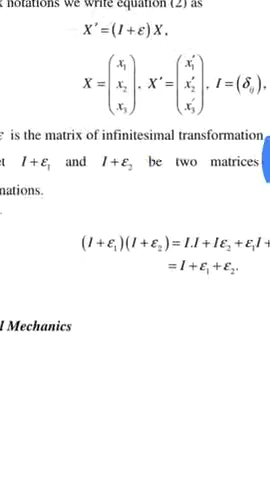 notations we write equation (2) as
X′=(I+ε)X,
X = (x₁ x₂ x₃), X′ = (x₁′ x₂′ x₃′), I=(δᵢⱼ),
is the matrix of infinitesimal transformation
I+ε₁ and I+ε₂ be two matrices
(I+ε₁)(I+ε₂)=I.I+Iε₂+ε₁I+
=I+ε₁+ε₂.
Mechanics